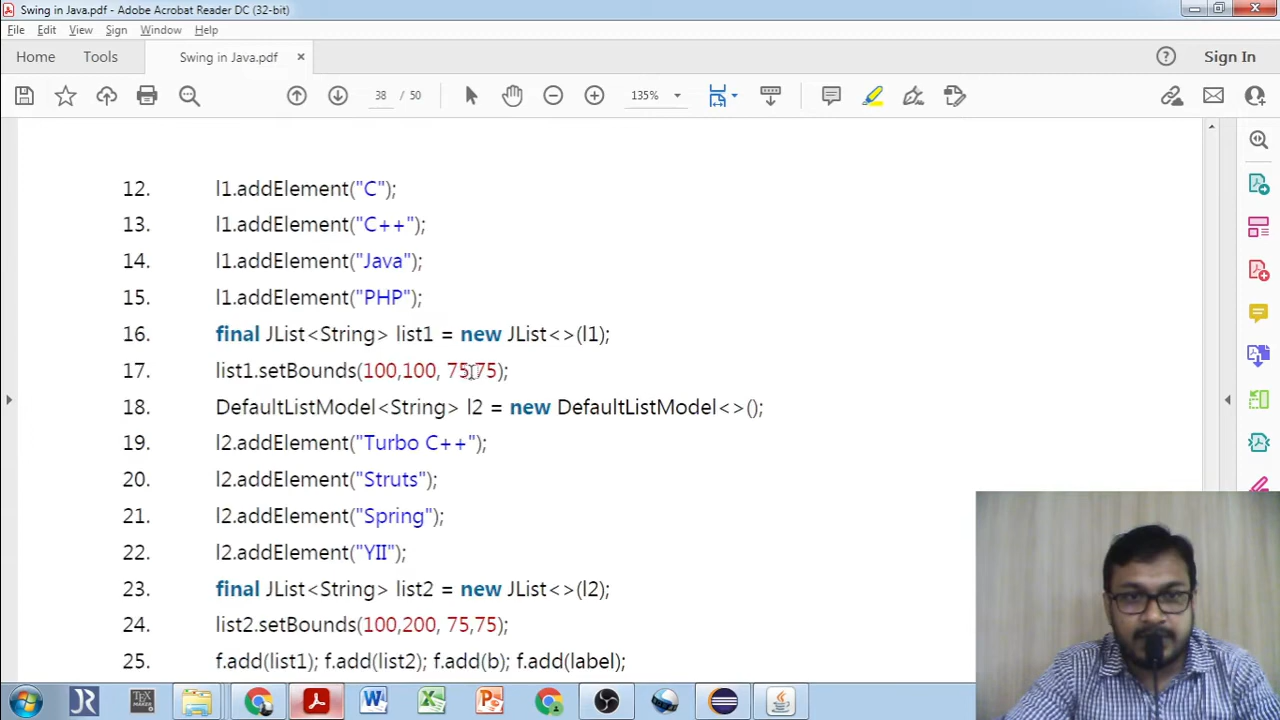 Swing in Java.pdf - Adobe Acrobat Reader DC (32-bit)
File Edit View Sign Window Help
Home Tools Swing in Java.pdf × Sign In
38 / 50 135%
12. l1.addElement("C");
13. l1.addElement("C++");
14. l1.addElement("Java");
15. l1.addElement("PHP");
16. final JList<String> list1 = new JList<>(l1);
17. list1.setBounds(100,100, 75,75);
18. DefaultListModel<String> l2 = new DefaultListModel<>();
19. l2.addElement("Turbo C++");
20. l2.addElement("Struts");
21. l2.addElement("Spring");
22. l2.addElement("YII");
23. final JList<String> list2 = new JList<>(l2);
24. list2.setBounds(100,200, 75,75);
25. f.add(list1); f.add(list2); f.add(b); f.add(label);